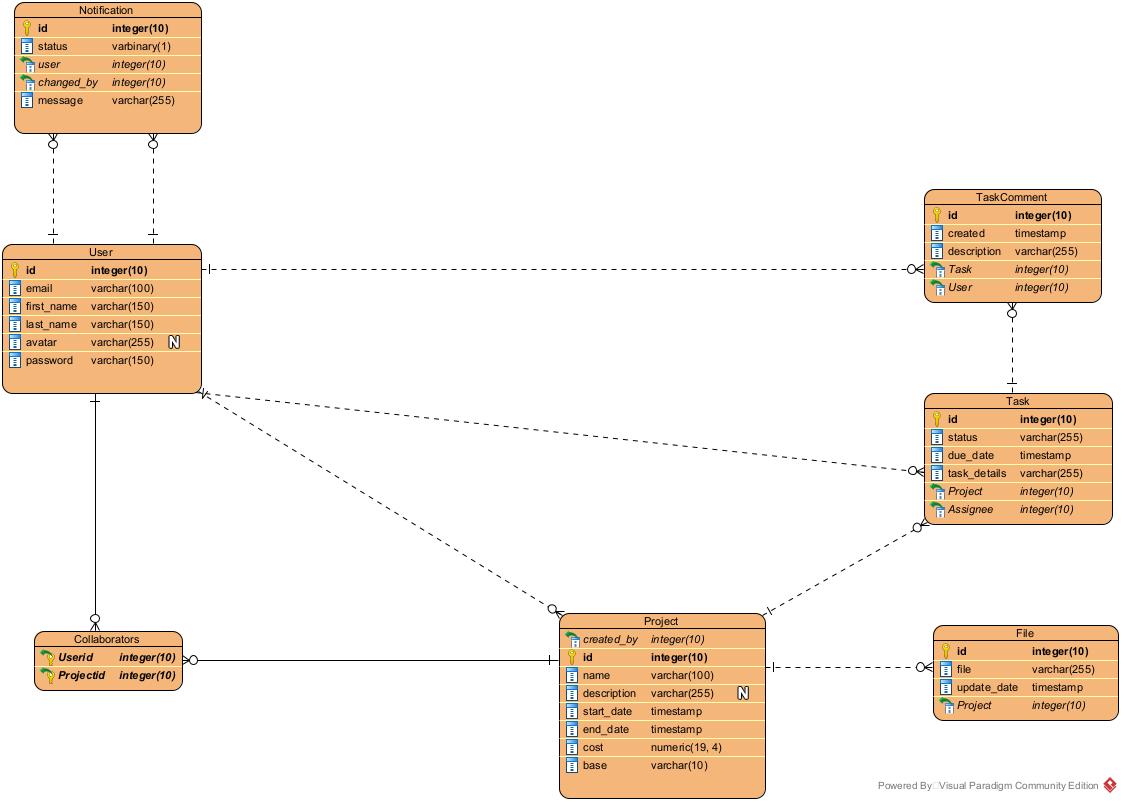 Notification
id integer(10)
status varbinary(1)
user integer(10)
changed_by integer(10)
message varchar(255)
User
id integer(10)
email varchar(100)
first_name varchar(150)
last_name varchar(150)
avatar varchar(255) N
password varchar(150)
TaskComment
id integer(10)
created timestamp
description varchar(255)
Task integer(10)
User integer(10)
Task
id integer(10)
status varchar(255)
due_date timestamp
task_details varchar(255)
Project integer(10)
Assignee integer(10)
Collaborators
Userid integer(10)
Projectid integer(10)
Project
created_by integer(10)
id integer(10)
name varchar(100)
description varchar(255) N
start_date timestamp
end_date timestamp
cost numeric(19, 4)
base varchar(10)
File
id integer(10)
file varchar(255)
update_date timestamp
Project integer(10)
Powered By Visual Paradigm Community Edition